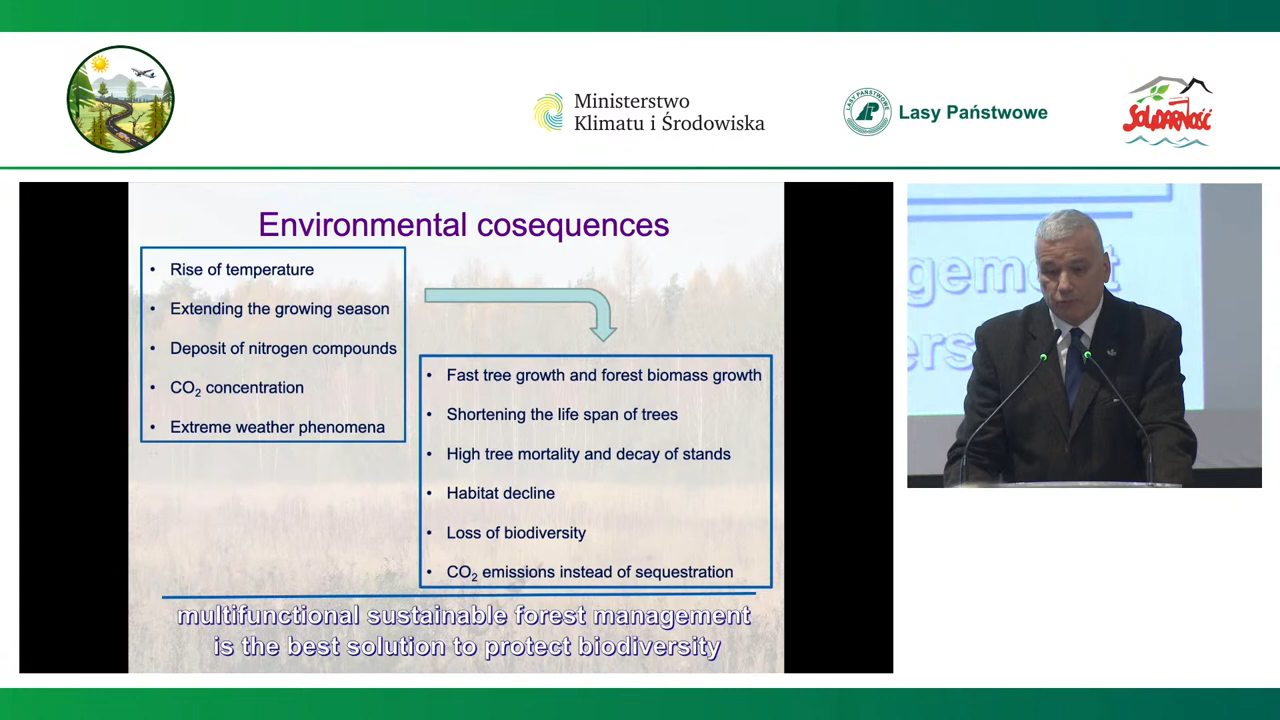 Ministerstwo
Klimatu i Środowiska
LASY PAŃSTWOWE
Lasy Państwowe
SOLIDARNOŚĆ
Environmental cosequences
• Rise of temperature
• Extending the growing season
• Deposit of nitrogen compounds
• CO₂ concentration
• Extreme weather phenomena
• Fast tree growth and forest biomass growth
• Shortening the life span of trees
• High tree mortality and decay of stands
• Habitat decline
• Loss of biodiversity
• CO₂ emissions instead of sequestration
multifunctional sustainable forest management
is the best solution to protect biodiversity